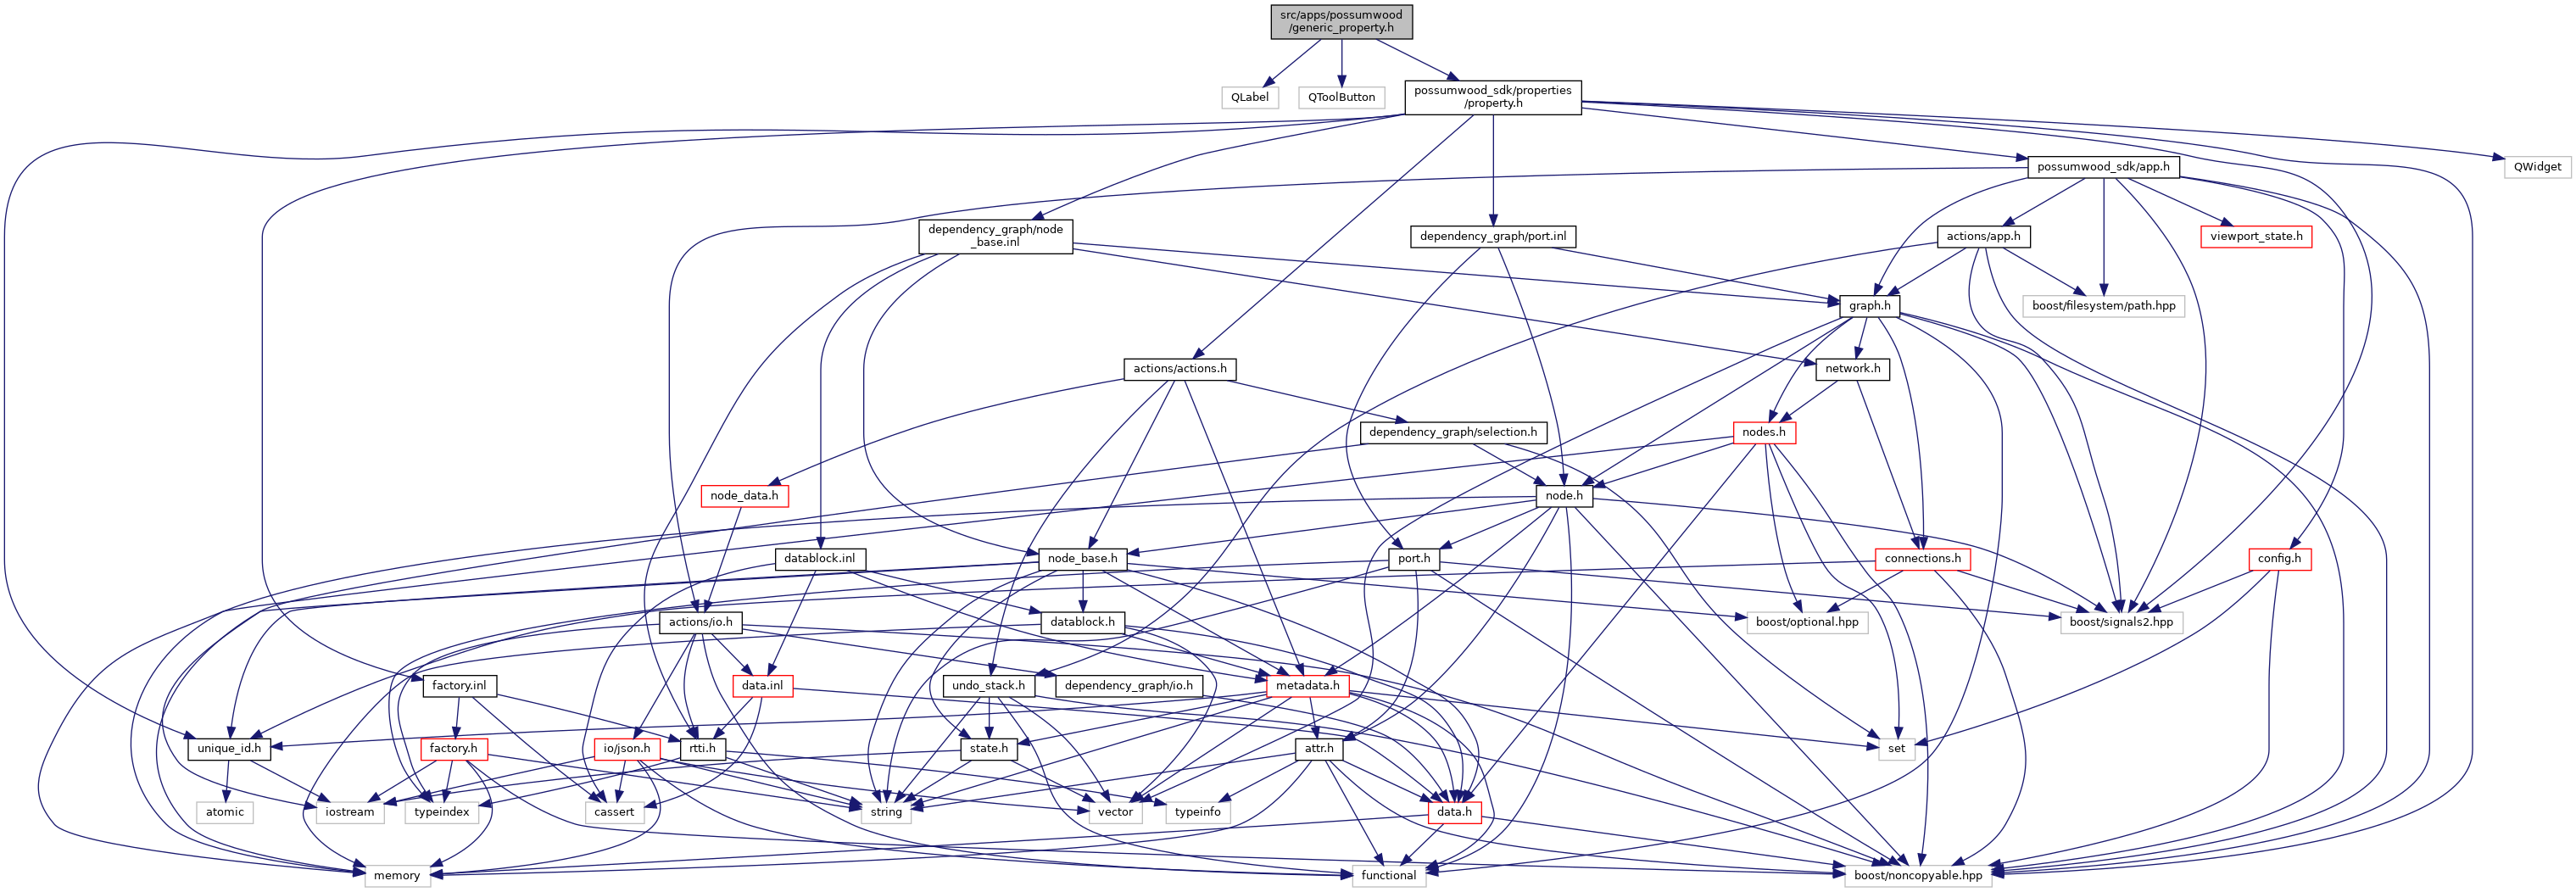 src/apps/possumwood
/generic_property.h
QLabel
QToolButton
possumwood_sdk/properties
/property.h
possumwood_sdk/app.h
QWidget
dependency_graph/node
_base.inl
dependency_graph/port.inl
actions/app.h
viewport_state.h
graph.h
boost/filesystem/path.hpp
actions/actions.h
network.h
dependency_graph/selection.h
nodes.h
node_data.h
node.h
datablock.inl
node_base.h
port.h
connections.h
config.h
actions/io.h
datablock.h
boost/optional.hpp
boost/signals2.hpp
factory.inl
data.inl
undo_stack.h
dependency_graph/io.h
metadata.h
unique_id.h
factory.h
io/json.h
rtti.h
state.h
attr.h
set
atomic
iostream
typeindex
cassert
string
vector
typeinfo
data.h
memory
functional
boost/noncopyable.hpp